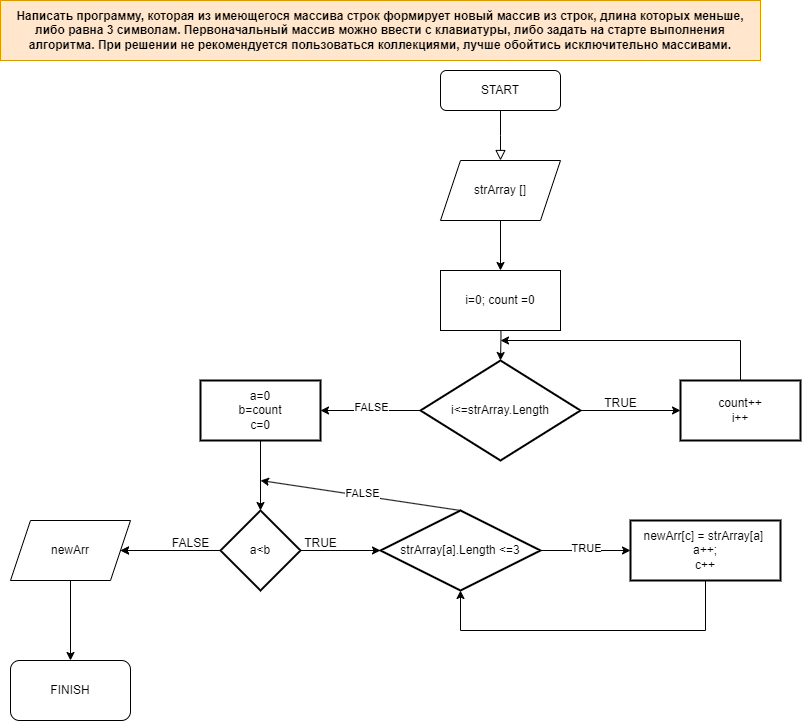 Написать программу, которая из имеющегося массива строк формирует новый массив из строк, длина которых меньше,
либо равна 3 символам. Первоначальный массив можно ввести с клавиатуры, либо задать на старте выполнения
алгоритма. При решении не рекомендуется пользоваться коллекциями, лучше обойтись исключительно массивами.
START
strArray []
i=0; count =0
i<=strArray.Length
TRUE
count++
i++
FALSE
a=0
b=count
c=0
FALSE
a<b
TRUE
strArray[a].Length <=3
TRUE
newArr[c] = strArray[a]
a++;
c++
FALSE
newArr
FINISH